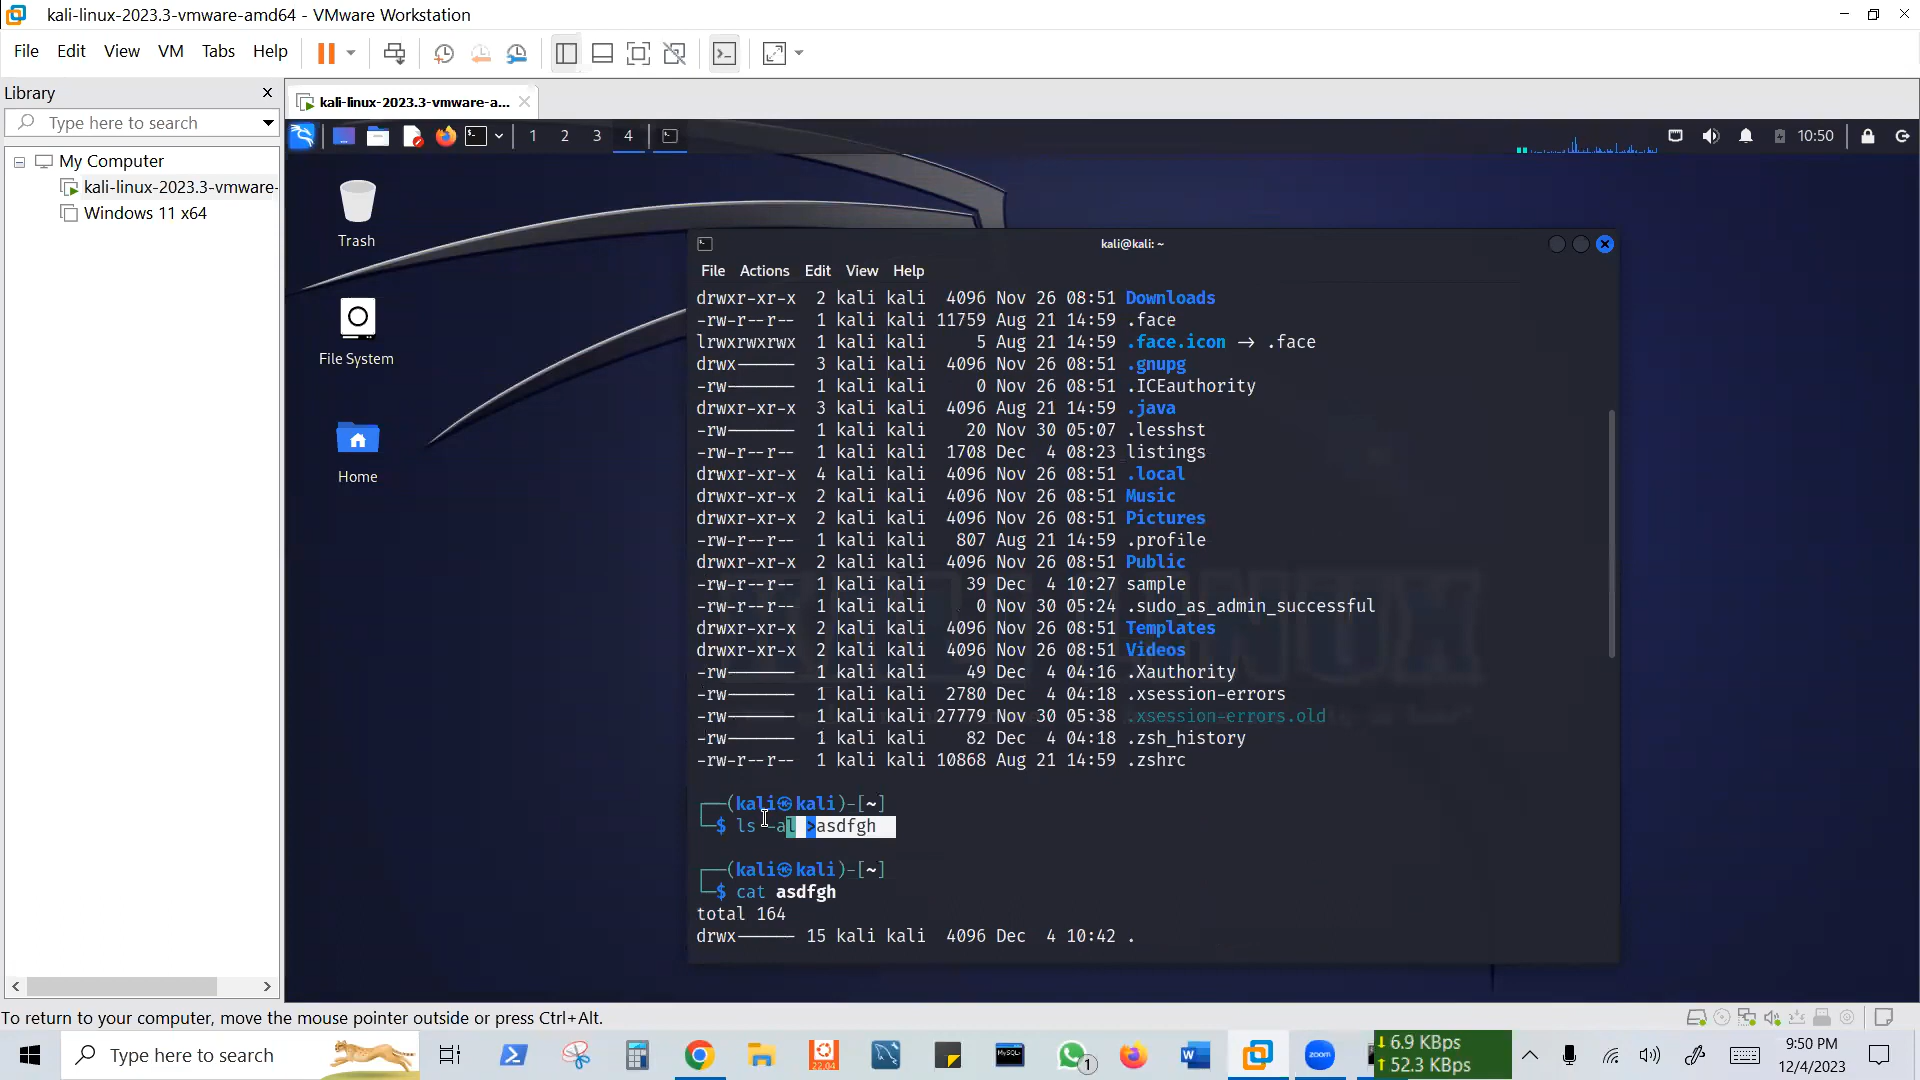 kali-linux-2023.3-vmware-amd64 - VMware Workstation
File Edit View VM Tabs Help
Library
kali-linux-2023.3-vmware-a...
Type here to search
1 2 3 4
10:50
My Computer
kali-linux-2023.3-vmware-
Windows 11 x64
Trash
File System
Home
kali@kali: ~
File Actions Edit View Help
drwxr-xr-x 2 kali kali 4096 Nov 26 08:51 Downloads
-rw-r--r-- 1 kali kali 11759 Aug 21 14:59 .face
lrwxrwxrwx 1 kali kali 5 Aug 21 14:59 .face.icon → .face
drwx------ 3 kali kali 4096 Nov 26 08:51 .gnupg
-rw------- 1 kali kali 0 Nov 26 08:51 .ICEauthority
drwxr-xr-x 3 kali kali 4096 Aug 21 14:59 .java
-rw------- 1 kali kali 20 Nov 30 05:07 .lesshst
-rw-r--r-- 1 kali kali 1708 Dec 4 08:23 listings
drwxr-xr-x 4 kali kali 4096 Nov 26 08:51 .local
drwxr-xr-x 2 kali kali 4096 Nov 26 08:51 Music
drwxr-xr-x 2 kali kali 4096 Nov 26 08:51 Pictures
-rw-r--r-- 1 kali kali 807 Aug 21 14:59 .profile
drwxr-xr-x 2 kali kali 4096 Nov 26 08:51 Public
-rw-r--r-- 1 kali kali 39 Dec 4 10:27 sample
-rw-r--r-- 1 kali kali 0 Nov 30 05:24 .sudo_as_admin_successful
drwxr-xr-x 2 kali kali 4096 Nov 26 08:51 Templates
drwxr-xr-x 2 kali kali 4096 Nov 26 08:51 Videos
-rw------- 1 kali kali 49 Dec 4 04:16 .Xauthority
-rw------- 1 kali kali 2780 Dec 4 04:18 .xsession-errors
-rw------- 1 kali kali 27779 Nov 30 05:38 .xsession-errors.old
-rw------- 1 kali kali 82 Dec 4 04:18 .zsh_history
-rw-r--r-- 1 kali kali 10868 Aug 21 14:59 .zshrc
┌──(kali㉿kali)-[~]
└─$ ls -al >asdfgh
┌──(kali㉿kali)-[~]
└─$ cat asdfgh
total 164
drwx------ 15 kali kali 4096 Dec 4 10:42 .
To return to your computer, move the mouse pointer outside or press Ctrl+Alt.
Type here to search
22.04
MySQL
1
W
zoom
↓ 6.9 KBps
↑ 52.3 KBps
9:50 PM
12/4/2023